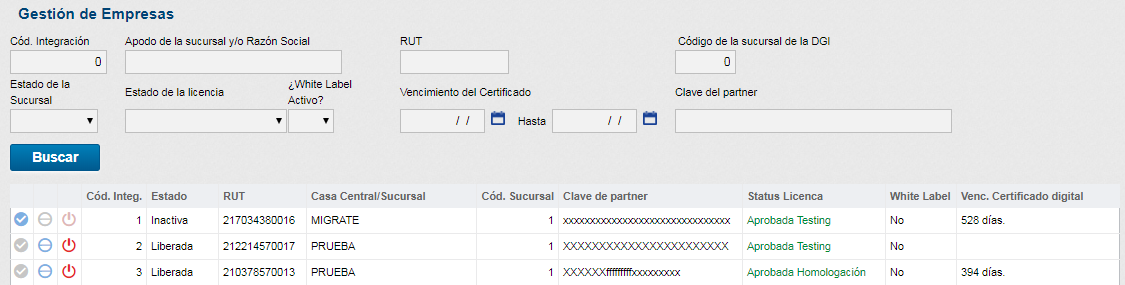 Gestión de Empresas
Cód. Integración Apodo de la sucursal y/o Razón Social RUT Código de la sucursal de la DGI
0 0
Estado de la Sucursal Estado de la licencia ¿White Label Activo? Vencimiento del Certificado Clave del partner
/ / Hasta / /
Buscar
Cód. Integ. Estado RUT Casa Central/Sucursal Cód. Sucursal Clave de partner Status Licenca White Label Venc. Certificado digital
1 Inactiva 217034380016 MIGRATE 1 xxxxxxxxxxxxxxxxxxxxxxxxxxxxxx Aprobada Testing No 528 días.
2 Liberada 212214570017 PRUEBA 1 XXXXXXXXXXXXXXXXXXXXXXXX Aprobada Testing No
3 Liberada 210378570013 PRUEBA 1 XXXXXXfffffffffxxxxxxxxx Aprobada Homologación No 394 días.